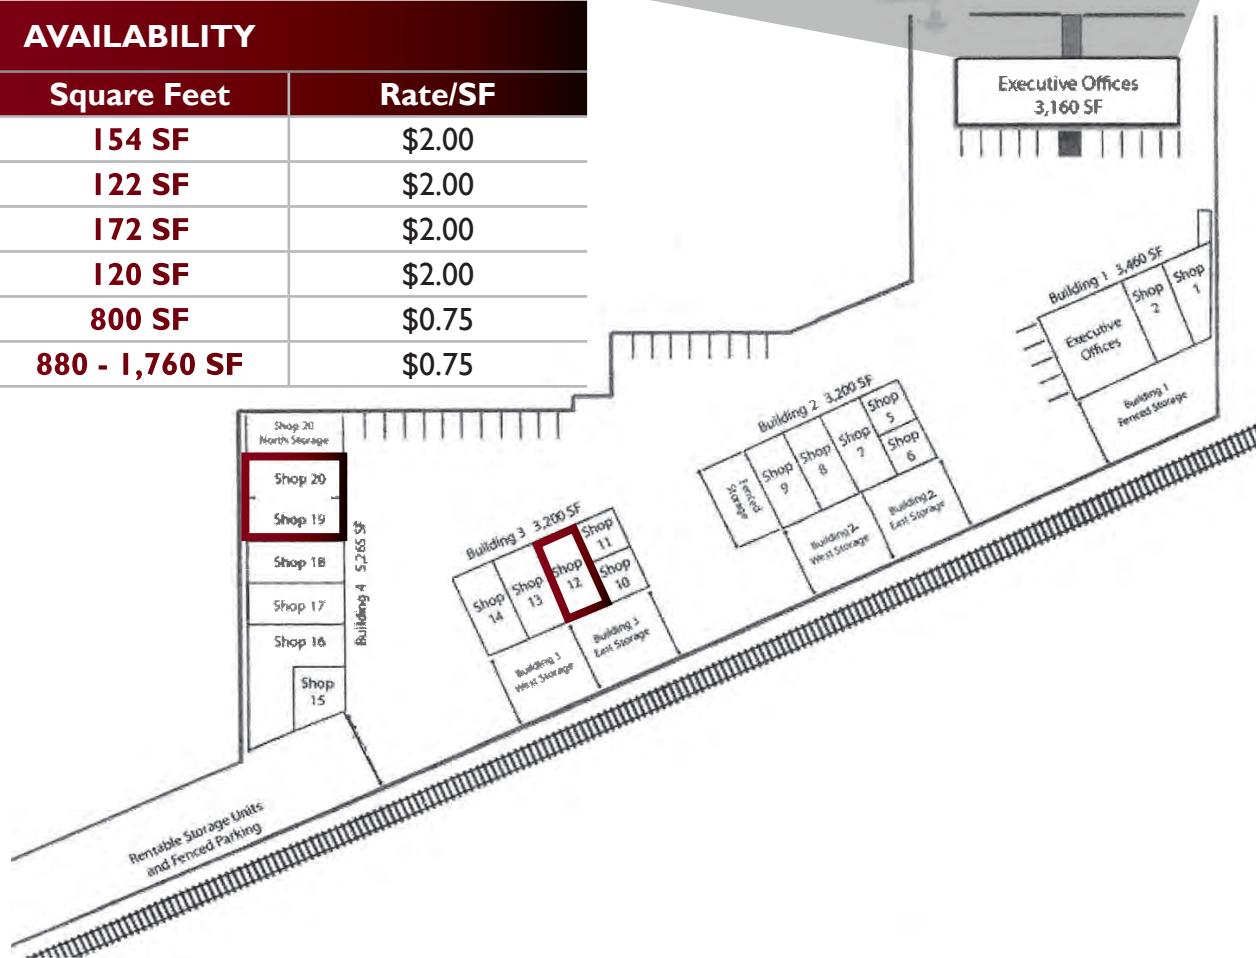 AVAILABILITY
Square Feet Rate/SF
154 SF $2.00
122 SF $2.00
172 SF $2.00
120 SF $2.00
800 SF $0.75
880 - 1,760 SF $0.75
Executive Offices
3,160 SF
Building 1 3,460 SF
Shop
1
Shop
2
Executive
Offices
Building 1
Fenced Storage
Building 2 3,200 SF
Shop
5
Shop
6
Shop
7
Shop
8
Shop
9
Fenced
Storage
Building 2
West Storage
Building 2
East Storage
Building 3 3,200 SF
Shop
11
Shop
10
Shop
12
Shop
13
Shop
14
Building 3
West Storage
Building 3
East Storage
Shop 20
North Storage
Shop 20
Shop 19
Shop 18
Shop 17
Shop 16
Shop
15
Building 4 5,265 SF
Rentable Storage Units
and Fenced Parking